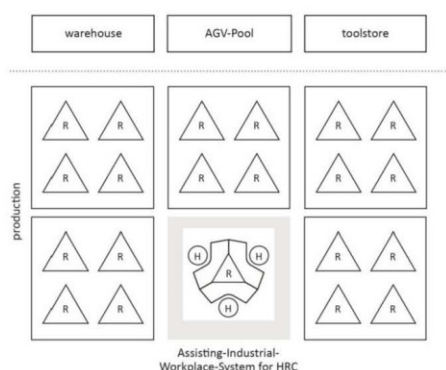 warehouse AGV-Pool toolstore
production
R R R R R R
R R R R R R
R R H H R R
R
R R H R R
Assisting-Industrial-
Workplace-System for HRC